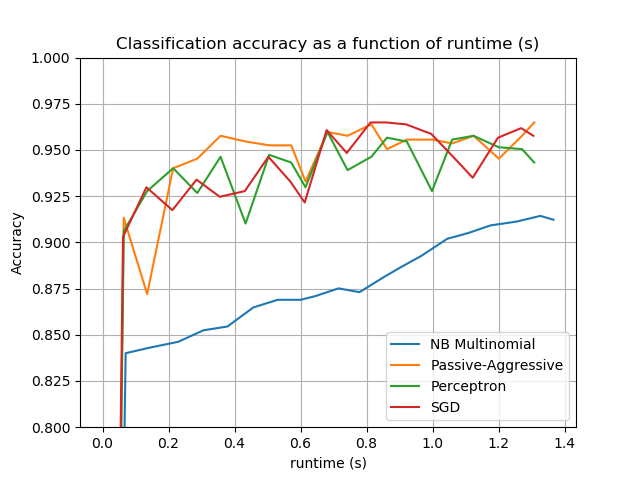 Classification accuracy as a function of runtime (s)
1.000
0.975
0.950
0.925
0.900
0.875
0.850
0.825
0.800
Accuracy
NB Multinomial
Passive-Aggressive
Perceptron
SGD
0.0 0.2 0.4 0.6 0.8 1.0 1.2 1.4
runtime (s)